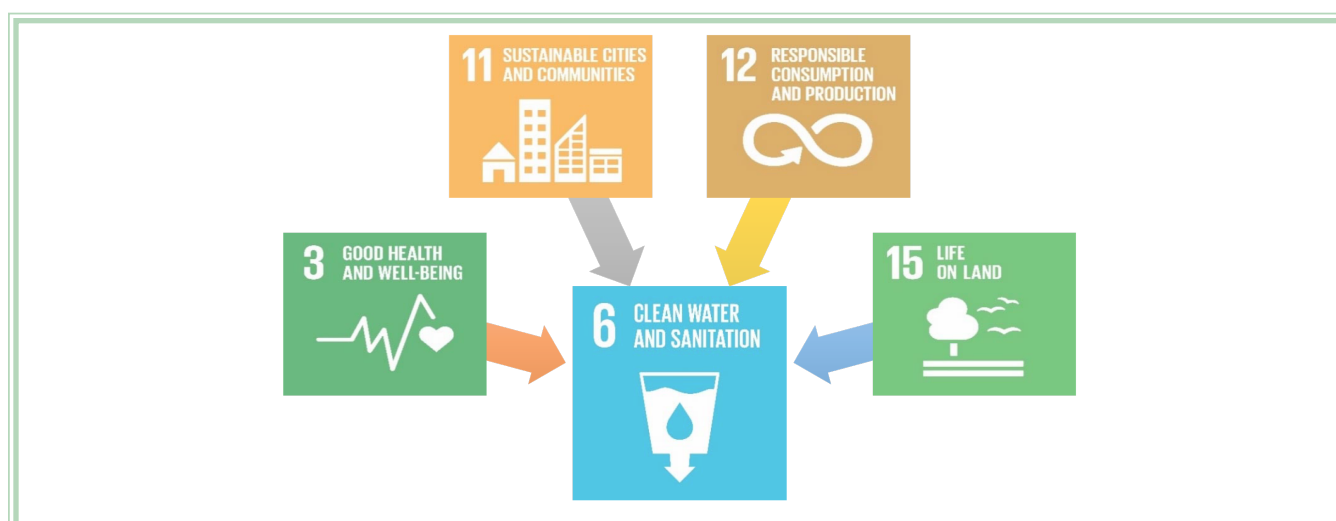 11 SUSTAINABLE CITIES
AND COMMUNITIES
12 RESPONSIBLE
CONSUMPTION
AND PRODUCTION
3 GOOD HEALTH
AND WELL-BEING
6 CLEAN WATER
AND SANITATION
15 LIFE
ON LAND